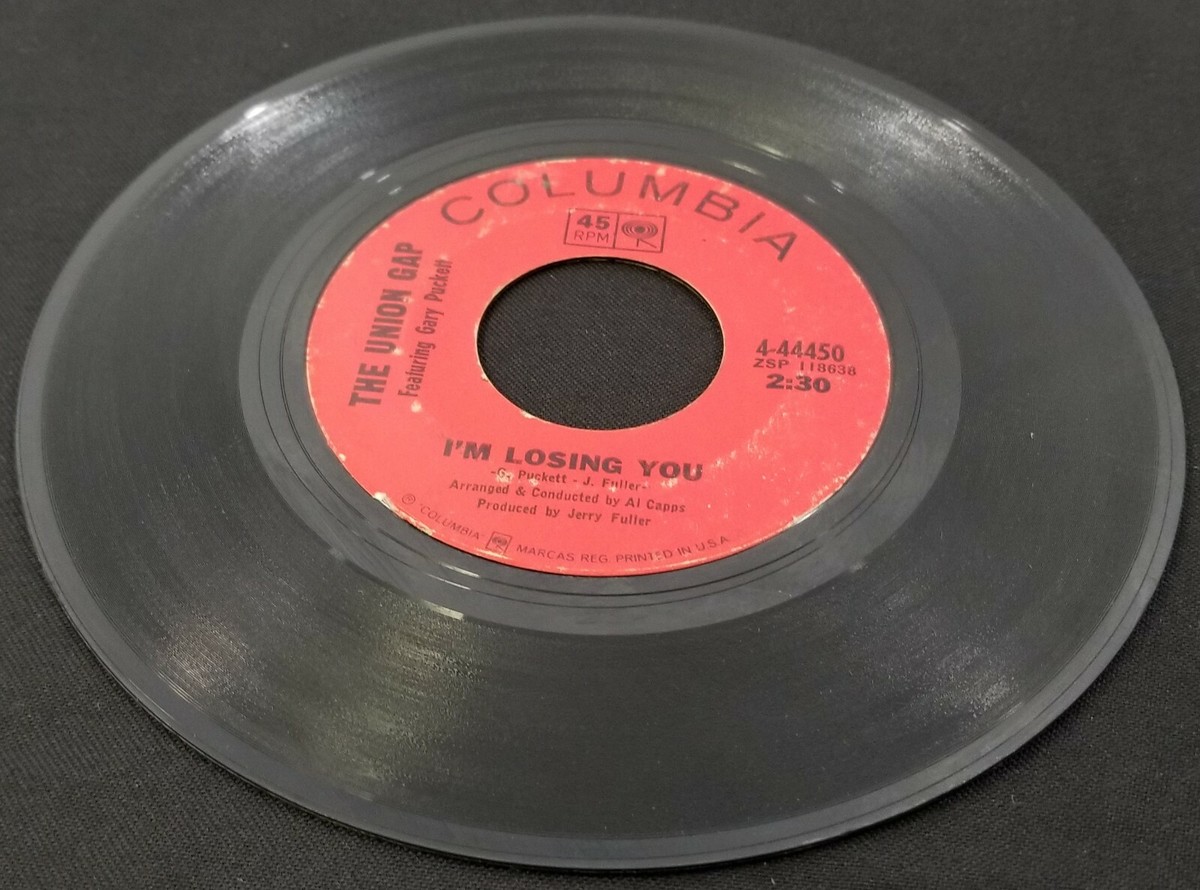 COLUMBIA
45
RPM
THE UNION GAP
Featuring Gary Puckett
4-44450
ZSP 118638
2:30
I'M LOSING YOU
-G. Puckett - J. Fuller-
Arranged & Conducted by Al Capps
Produced by Jerry Fuller
® "COLUMBIA" MARCAS REG. PRINTED IN U.S.A.